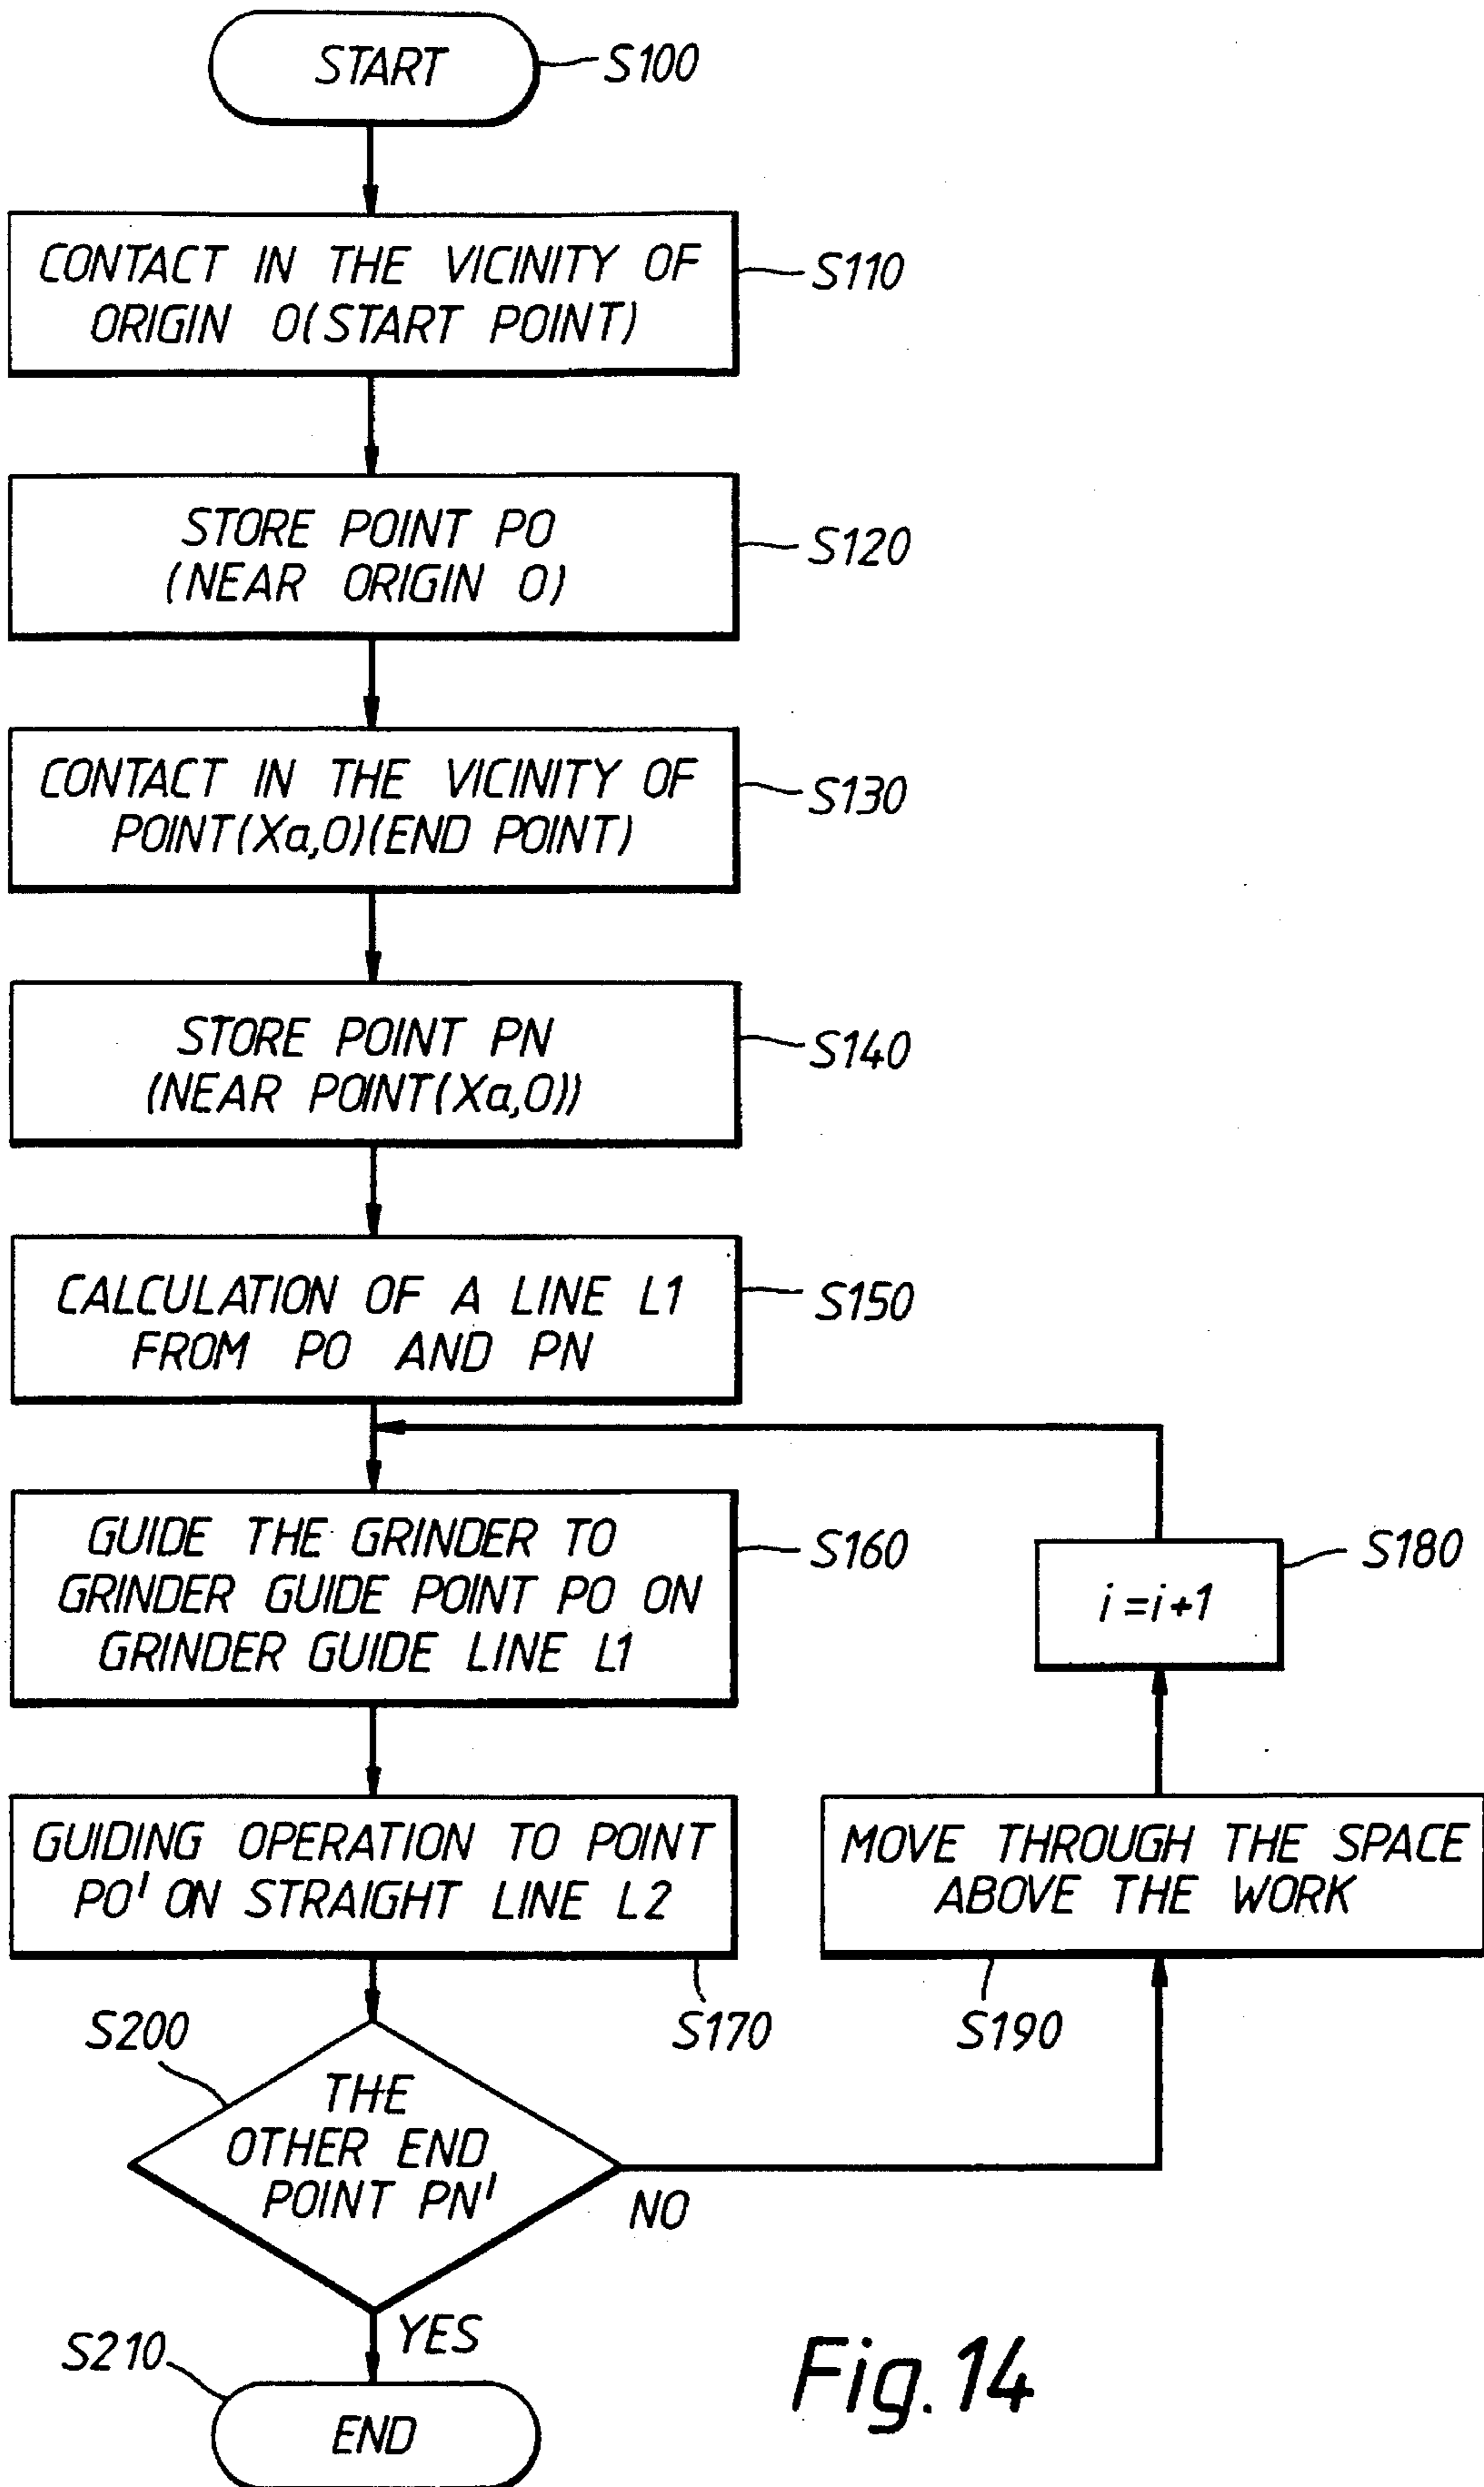 START
S100
CONTACT IN THE VICINITY OF
ORIGIN O(START POINT)
S110
STORE POINT PO
(NEAR ORIGIN O)
S120
CONTACT IN THE VICINITY OF
POINT(Xa,0)(END POINT)
S130
STORE POINT PN
(NEAR POINT(Xa,0))
S140
CALCULATION OF A LINE L1
FROM PO AND PN
S150
GUIDE THE GRINDER TO
GRINDER GUIDE POINT PO ON
GRINDER GUIDE LINE L1
S160
i=i+1
S180
GUIDING OPERATION TO POINT
PO' ON STRAIGHT LINE L2
S170
MOVE THROUGH THE SPACE
ABOVE THE WORK
S190
S200
THE
OTHER END
POINT PN'
NO
YES
S210
END
Fig. 14